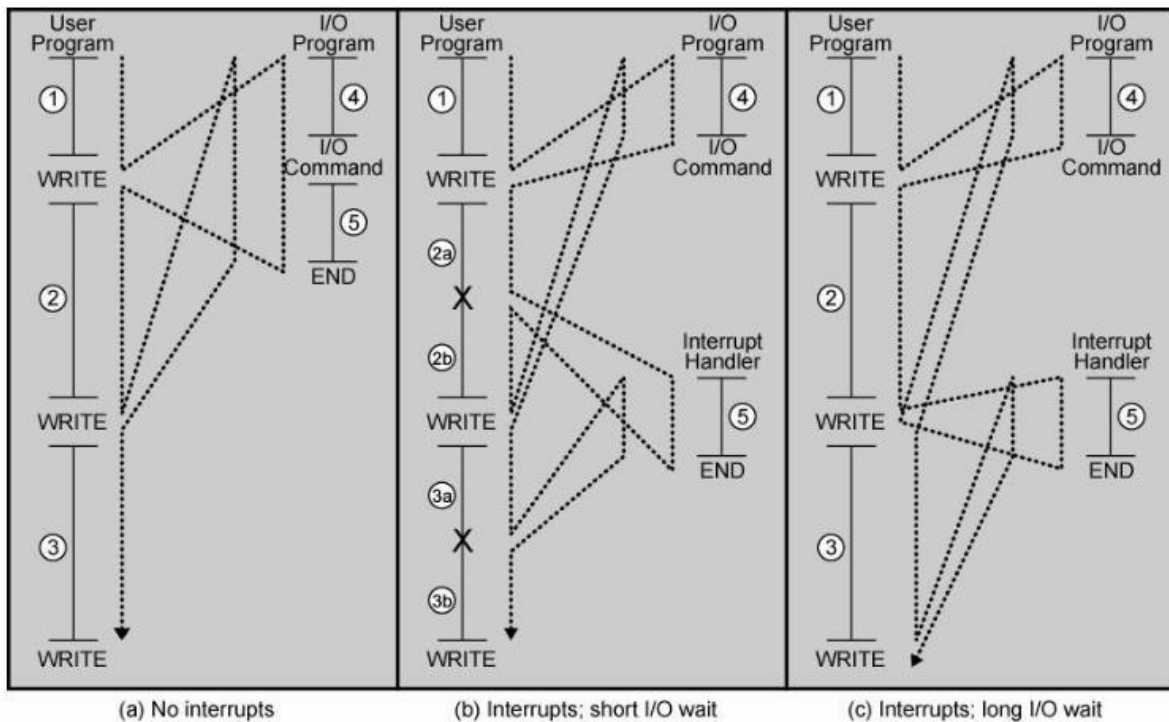 User
Program
I/O
Program
1
4
I/O
Command
WRITE
5
END
2
WRITE
3
WRITE
(a) No interrupts
User
Program
I/O
Program
1
4
I/O
Command
WRITE
2a
X
2b
Interrupt
Handler
WRITE
5
END
3a
X
3b
WRITE
(b) Interrupts; short I/O wait
User
Program
I/O
Program
1
4
I/O
Command
WRITE
2
Interrupt
Handler
WRITE
5
END
3
WRITE
(c) Interrupts; long I/O wait